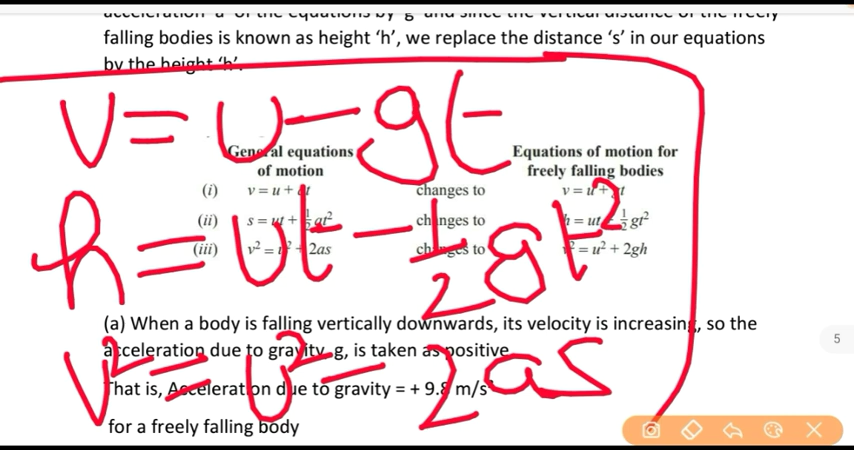 falling bodies is known as height 'h', we replace the distance 's' in our equations
by the height 'h'.
v = u - gt
General equations of motion
Equations of motion for freely falling bodies
(i) v = u + at changes to v = u + gt
(ii) s = ut + ½ at² changes to h = ut + ½ gt²
(iii) v² = u² + 2as changes to v² = u² + 2gh
h = ut - ½ gt²
(a) When a body is falling vertically downwards, its velocity is increasing, so the
acceleration due to gravity, g, is taken as positive
v² = u² - 2as
That is, Acceleration due to gravity = + 9.8 m/s²
for a freely falling body
5